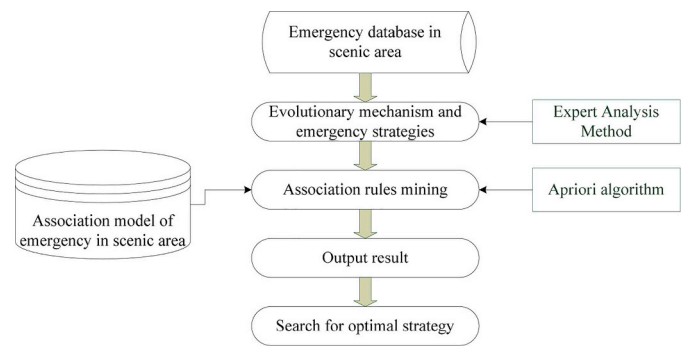 Emergency database in
scenic area
Evolutionary mechanism and
emergency strategies
Expert Analysis
Method
Association model of
emergency in scenic area
Association rules mining
Apriori algorithm
Output result
Search for optimal strategy